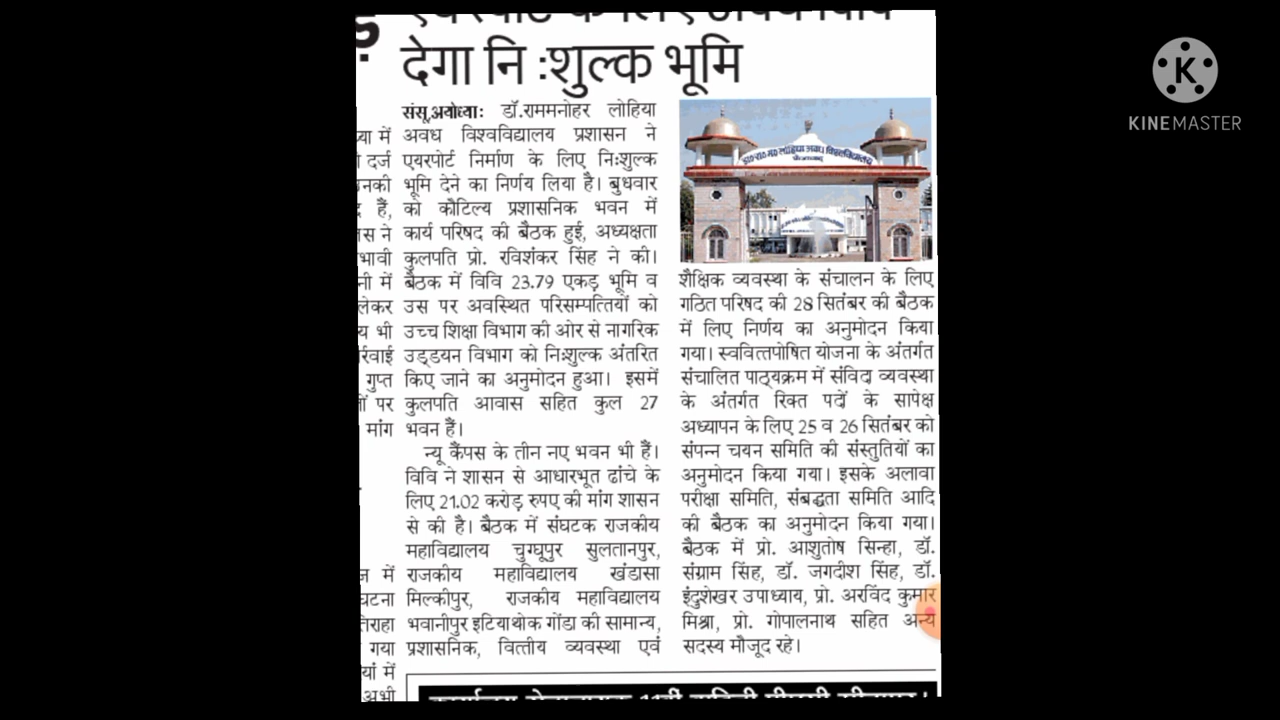 एयरपोर्ट के लिए अवध विवि
देगा नि :शुल्क भूमि
संसू,अयोध्याः डॉ.राममनोहर लोहिया
अवध विश्वविद्यालय प्रशासन ने
एयरपोर्ट निर्माण के लिए निःशुल्क
भूमि देने का निर्णय लिया है। बुधवार
को कौटिल्य प्रशासनिक भवन में
कार्य परिषद की बैठक हुई, अध्यक्षता
कुलपति प्रो. रविशंकर सिंह ने की।
बैठक में विवि 23.79 एकड़ भूमि व
उस पर अवस्थित परिसम्पत्तियों को
उच्च शिक्षा विभाग की ओर से नागरिक
उड्डयन विभाग को निःशुल्क अंतरित
किए जाने का अनुमोदन हुआ। इसमें
कुलपति आवास सहित कुल 27
भवन हैं।
न्यू कैंपस के तीन नए भवन भी हैं।
विवि ने शासन से आधारभूत ढांचे के
लिए 21.02 करोड़ रुपए की मांग शासन
से की है। बैठक में संघटक राजकीय
महाविद्यालय चुग्घूपुर सुलतानपुर,
राजकीय महाविद्यालय खंडासा
मिल्कीपुर, राजकीय महाविद्यालय
भवानीपुर इटियाथोक गोंडा की सामान्य,
प्रशासनिक, वित्तीय व्यवस्था एवं
शैक्षिक व्यवस्था के संचालन के लिए
गठित परिषद की 28 सितंबर की बैठक
में लिए निर्णय का अनुमोदन किया
गया। स्ववित्तपोषित योजना के अंतर्गत
संचालित पाठ्यक्रम में संविदा व्यवस्था
के अंतर्गत रिक्त पदों के सापेक्ष
अध्यापन के लिए 25 व 26 सितंबर को
संपन्न चयन समिति की संस्तुतियों का
अनुमोदन किया गया। इसके अलावा
परीक्षा समिति, संबद्धता समिति आदि
की बैठक का अनुमोदन किया गया।
बैठक में प्रो. आशुतोष सिन्हा, डॉ.
संग्राम सिंह, डॉ. जगदीश सिंह, डॉ.
इंदुशेखर उपाध्याय, प्रो. अरविंद कुमार
मिश्रा, प्रो. गोपालनाथ सहित अन्य
सदस्य मौजूद रहे।
K
KINEMASTER